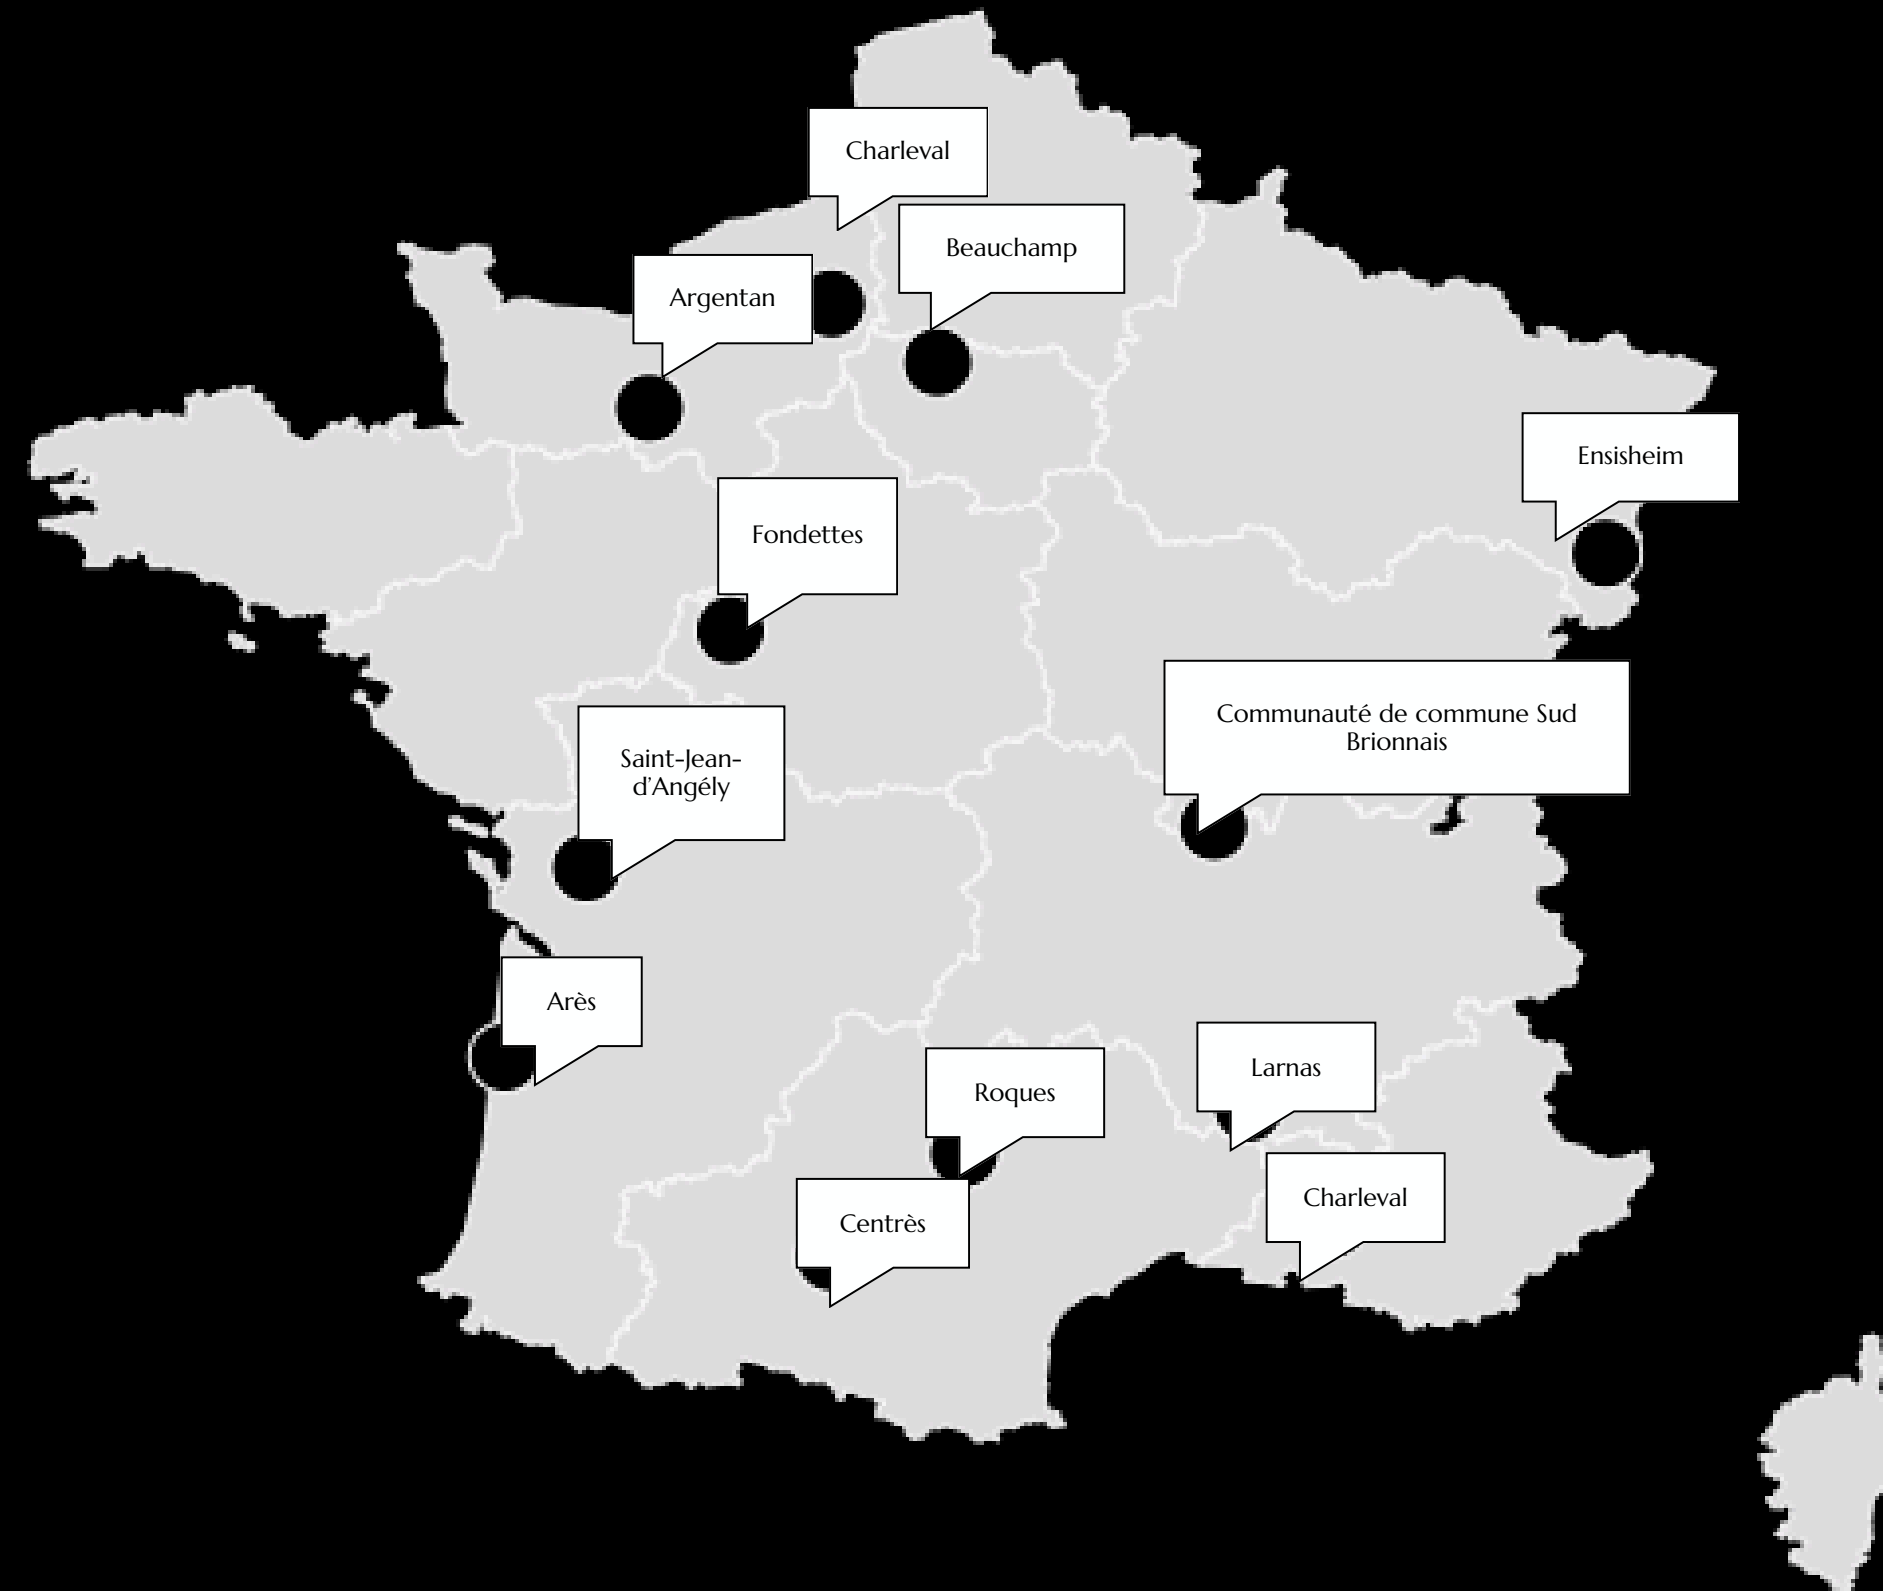 Charleval
Beauchamp
Argentan
Ensisheim
Fondettes
Communauté de commune Sud
Brionnais
Saint-Jean-
d'Angély
Arès
Larnas
Roques
Charleval
Centrès